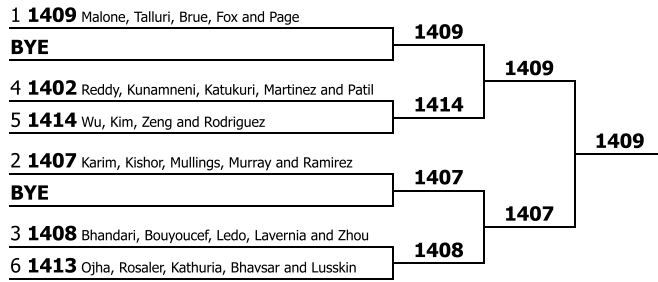 1 1409 Malone, Talluri, Brue, Fox and Page
BYE
1409
1409
4 1402 Reddy, Kunamneni, Katukuri, Martinez and Patil
1414
5 1414 Wu, Kim, Zeng and Rodriguez
1409
2 1407 Karim, Kishor, Mullings, Murray and Ramirez
1407
BYE
1407
3 1408 Bhandari, Bouyoucef, Ledo, Lavernia and Zhou
1408
6 1413 Ojha, Rosaler, Kathuria, Bhavsar and Lusskin